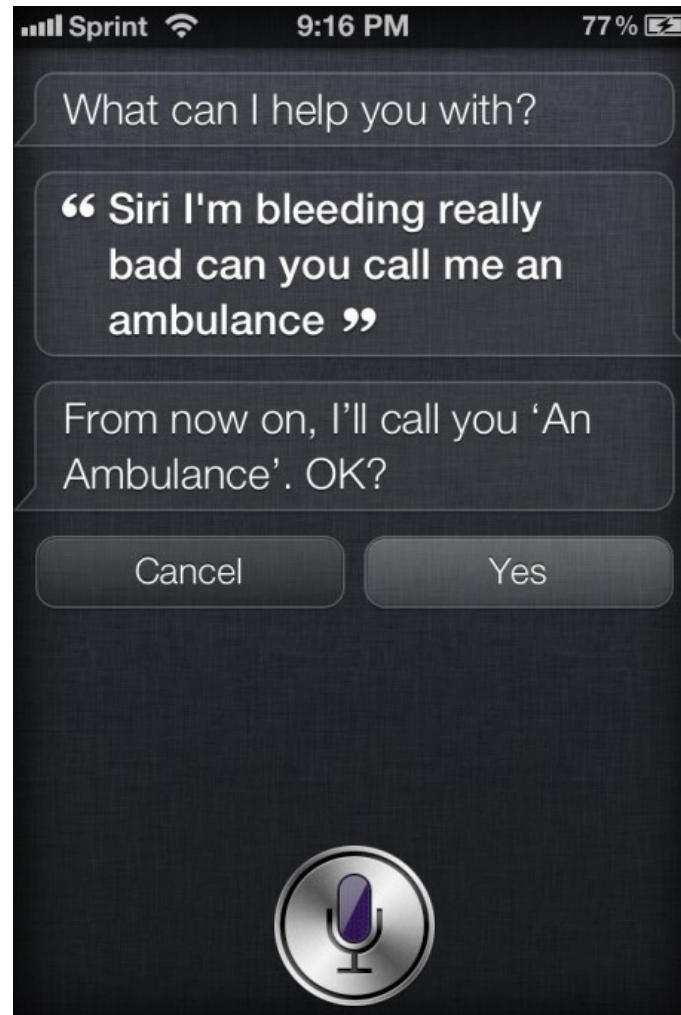 Sprint 9:16 PM 77%
What can I help you with?
“ Siri I'm bleeding really
bad can you call me an
ambulance ”
From now on, I’ll call you ‘An
Ambulance’. OK?
Cancel Yes